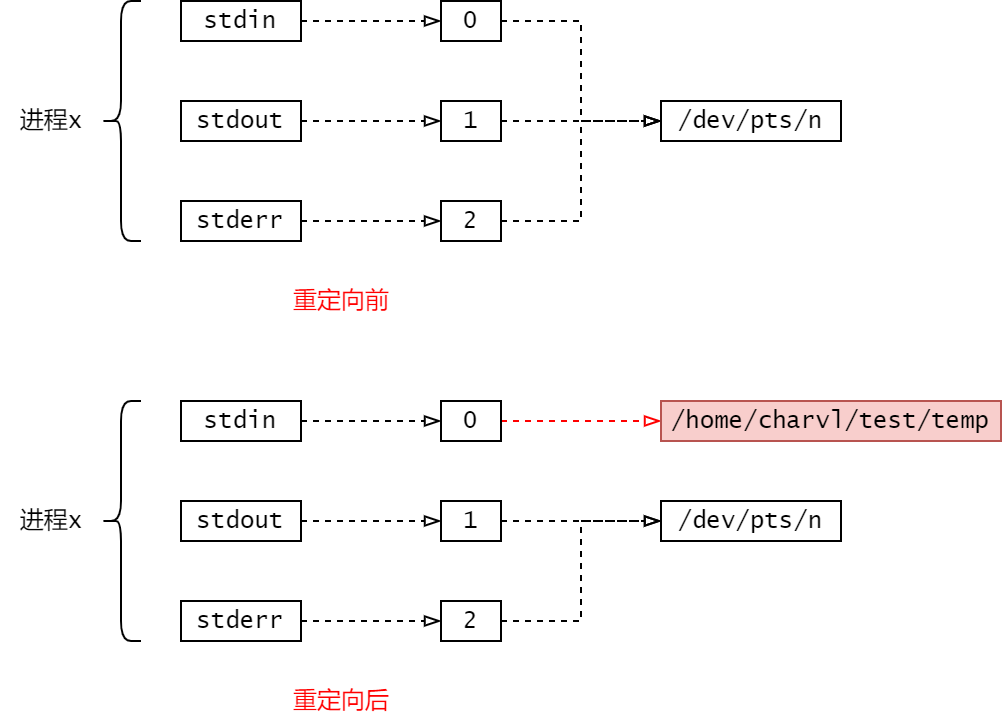 stdin
0
进程x
stdout
1
/dev/pts/n
stderr
2
重定向前
stdin
0
/home/charvl/test/temp
进程x
stdout
1
/dev/pts/n
stderr
2
重定向后